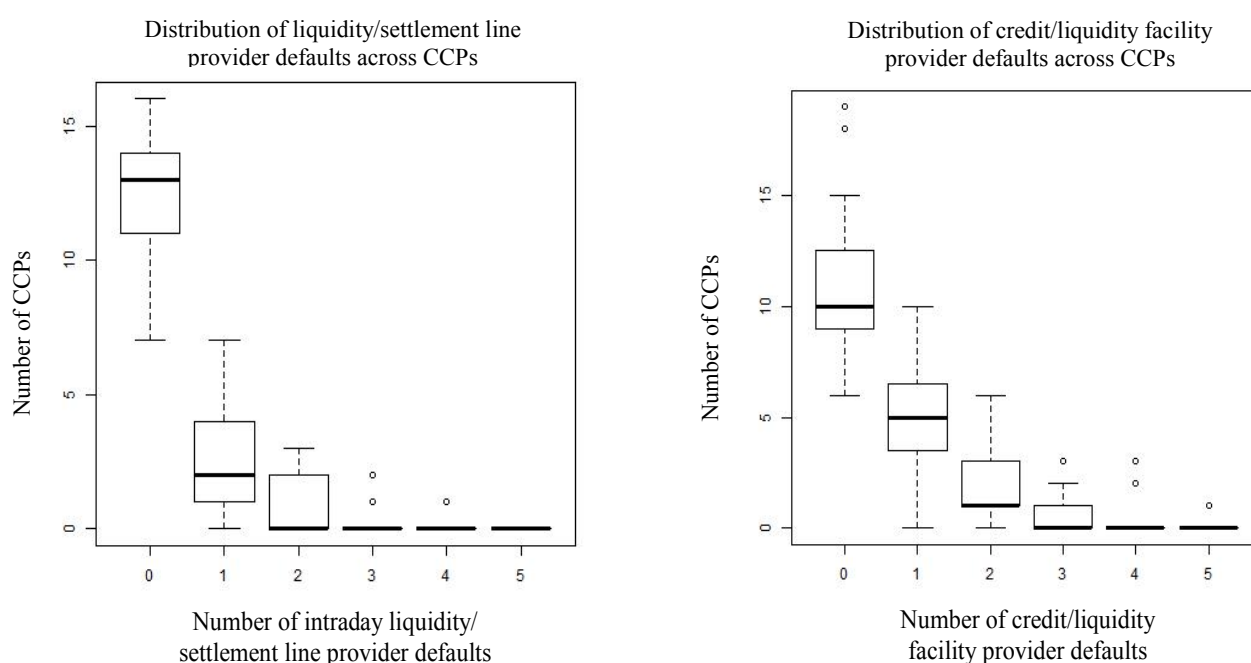 Distribution of liquidity/settlement line
provider defaults across CCPs
Number of CCPs
15
10
5
0
0 1 2 3 4 5
Number of intraday liquidity/
settlement line provider defaults
Distribution of credit/liquidity facility
provider defaults across CCPs
Number of CCPs
15
10
5
0
0 1 2 3 4 5
Number of credit/liquidity
facility provider defaults